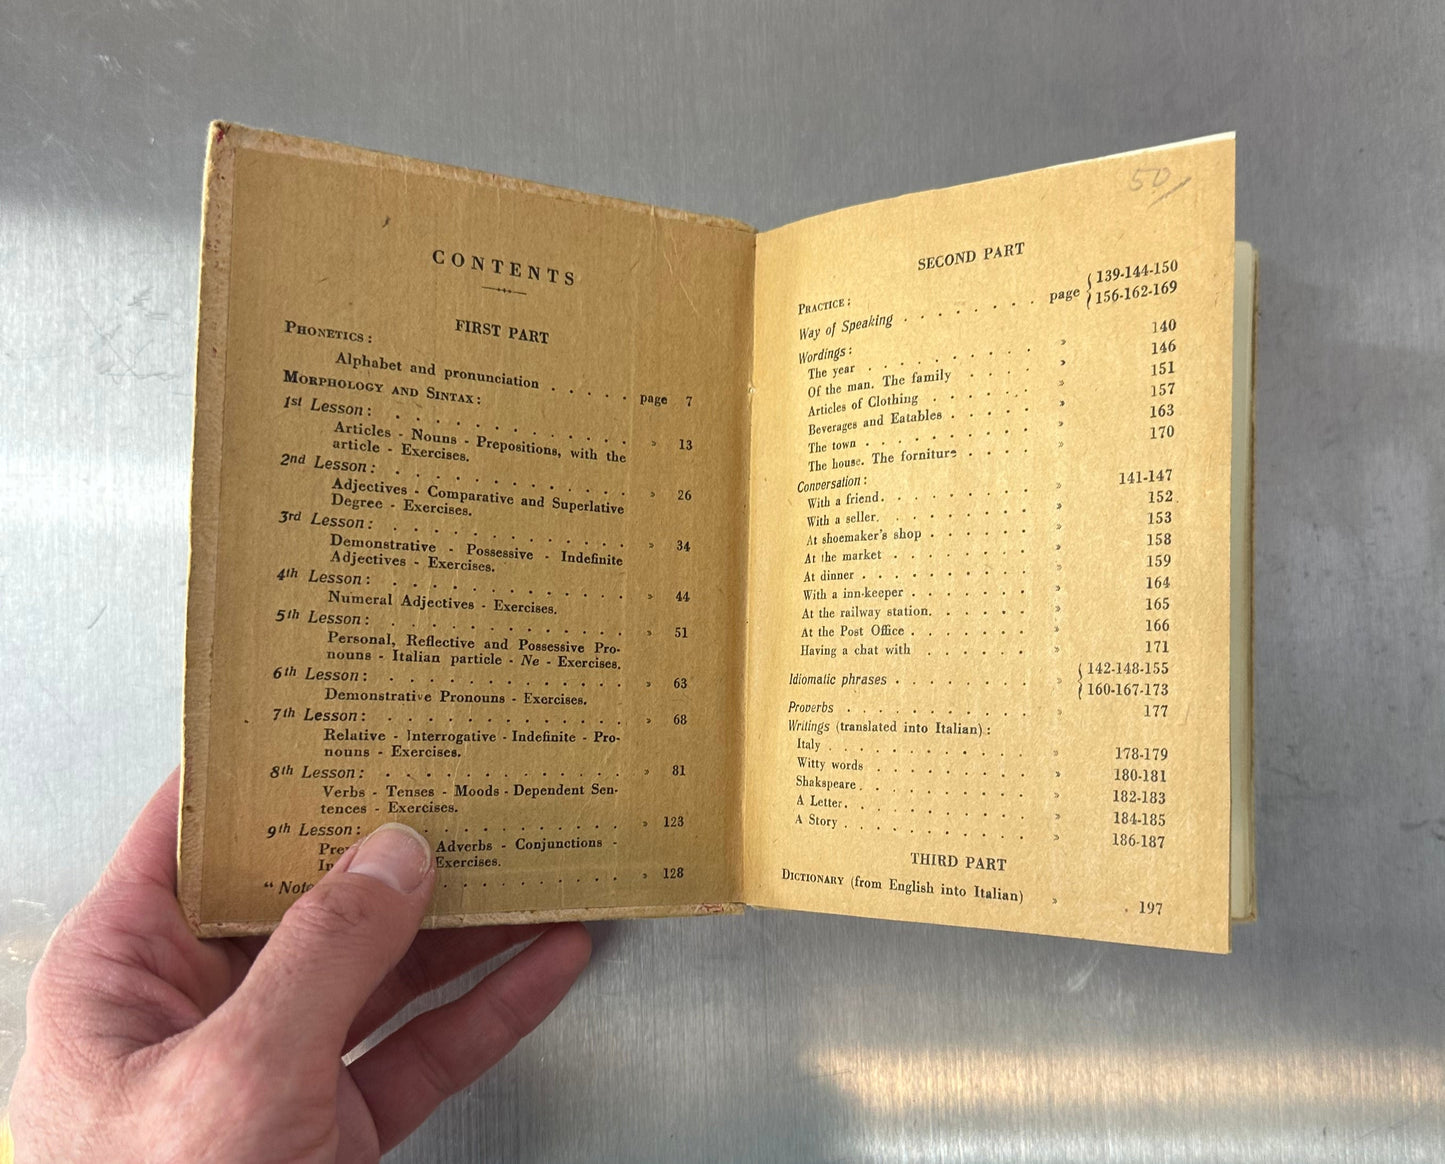 CONTENTS
FIRST PART
PHONETICS:
Alphabet and pronunciation . . . . page 7
MORPHOLOGY AND SINTAX:
1st Lesson: . . . . . . . . . . . . » 13
Articles - Nouns - Prepositions, with the
article - Exercises.
2nd Lesson: . . . . . . . . . . . . » 26
Adjectives - Comparative and Superlative
Degree - Exercises.
3rd Lesson: . . . . . . . . . . . . » 34
Demonstrative - Possessive - Indefinite
Adjectives - Exercises.
4th Lesson: . . . . . . . . . . . . » 44
Numeral Adjectives - Exercises.
5th Lesson: . . . . . . . . . . . . » 51
Personal, Reflective and Possessive Pro-
nouns - Italian particle - Ne - Exercises.
6th Lesson: . . . . . . . . . . . . » 63
Demonstrative Pronouns - Exercises.
7th Lesson: . . . . . . . . . . . . » 68
Relative - Interrogative - Indefinite - Pro-
nouns - Exercises.
8th Lesson: . . . . . . . . . . . . » 81
Verbs - Tenses - Moods - Dependent Sen-
tences - Exercises.
9th Lesson: . . . . . . . . . . . . » 123
Adverbs - Conjunctions -
Exercises.
" Note . . . . . . . . . . » 128
50
SECOND PART
PRACTICE:
Way of Speaking . . . . . . . page { 139-144-150
156-162-169
Wordings:
The year . . . . . . . . . » 140
Of the man. The family . . . . » 146
Articles of Clothing . . . . . . » 151
Beverages and Eatables . . . . . » 157
The town . . . . . . . . . » 163
The house. The forniture . . . . » 170
Conversation:
With a friend . . . . . . . . » 141-147
With a seller . . . . . . . . » 152
At shoemaker's shop . . . . . . » 153
At the market . . . . . . . . » 158
At dinner . . . . . . . . . » 159
With a inn-keeper . . . . . . . » 164
At the railway station . . . . . » 165
At the Post Office . . . . . . . » 166
Having a chat with . . . . . . » 171
Idiomatic phrases . . . . . . . » { 142-148-155
160-167-173
Proverbs . . . . . . . . . . » 177
Writings (translated into Italian):
Italy . . . . . . . . . . » 178-179
Witty words . . . . . . . . » 180-181
Shakspeare . . . . . . . . . » 182-183
A Letter . . . . . . . . . » 184-185
A Story . . . . . . . . . . » 186-187
THIRD PART
DICTIONARY (from English into Italian) » . 197